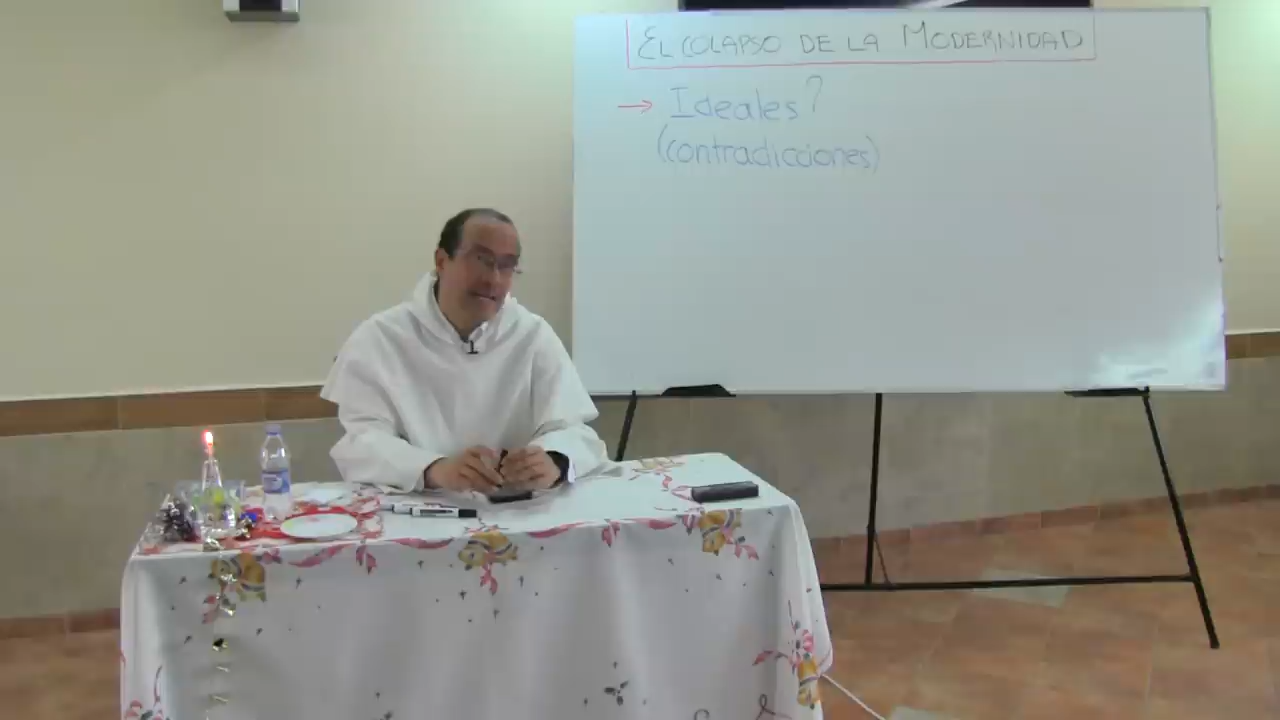 EL COLAPSO DE LA MODERNIDAD
→ Ideales?
(contradicciones)